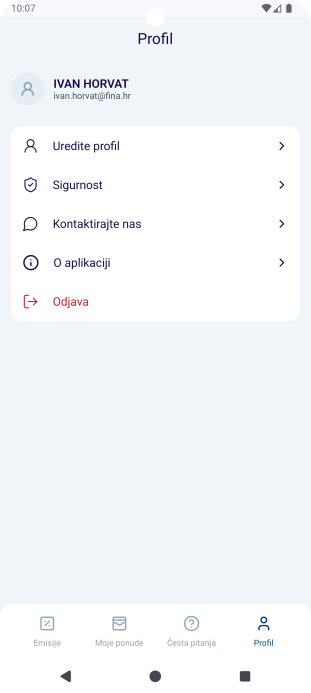 10:07
Profil
IVAN HORVAT
ivan.horvat@fina.hr
Uredite profil
Sigurnost
Kontaktirajte nas
O aplikaciji
Odjava
Emisije
Moje ponude
Česta pitanja
Profil